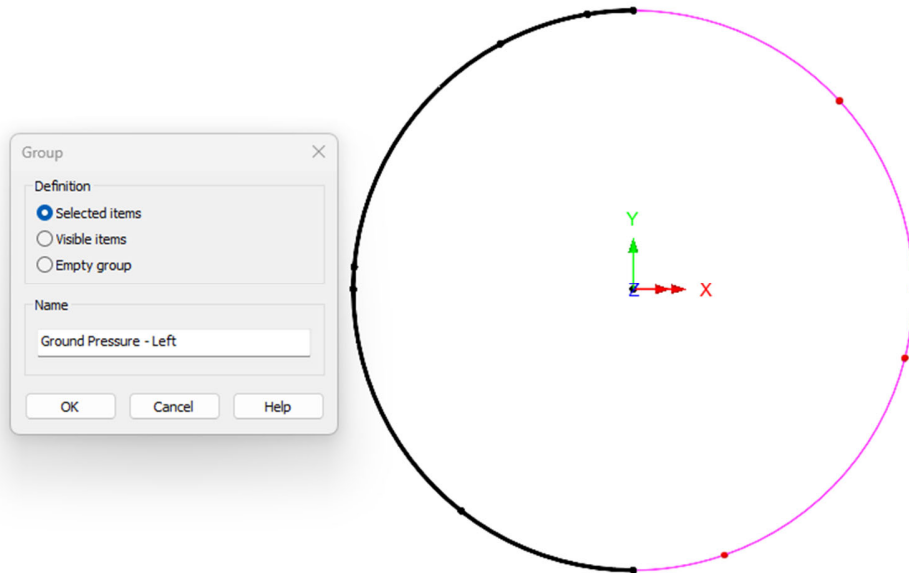 Group
Definition
Selected items
Visible items
Empty group
Name
Ground Pressure - Left
OK Cancel Help
Y
Z X